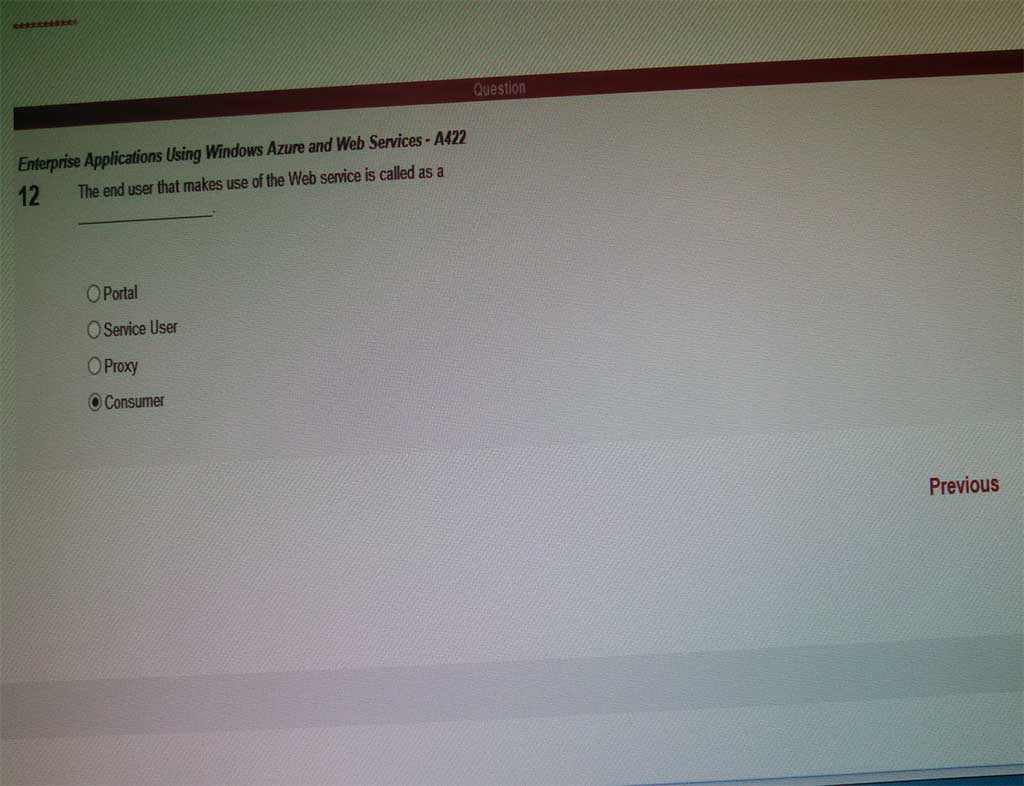 Question
Enterprise Applications Using Windows Azure and Web Services - A422
12 The end user that makes use of the Web service is called as a
____________.
Portal
Service User
Proxy
Consumer
Previous